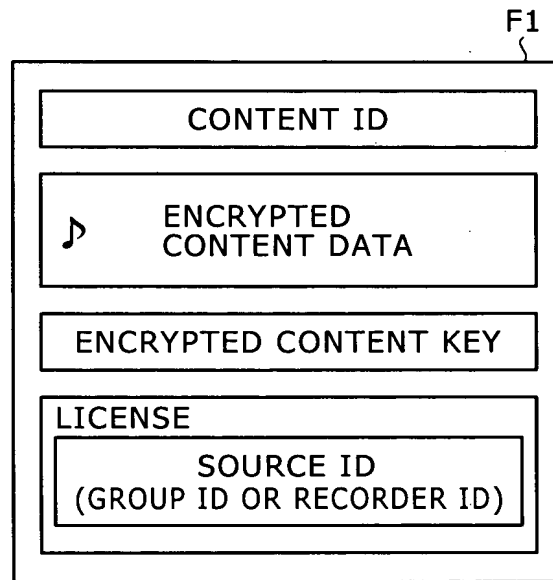 F1
CONTENT ID
ENCRYPTED
CONTENT DATA
ENCRYPTED CONTENT KEY
LICENSE
SOURCE ID
(GROUP ID OR RECORDER ID)